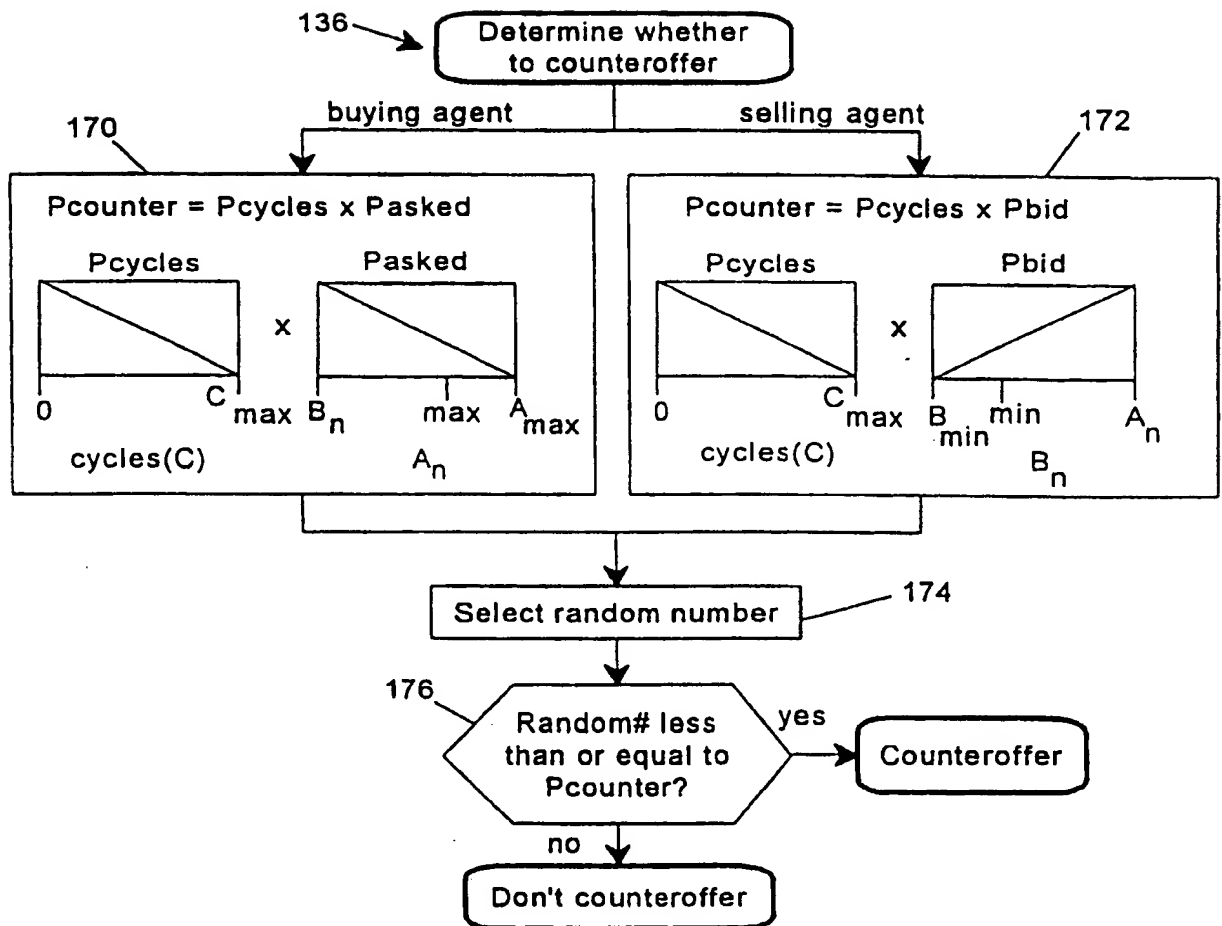 136
Determine whether
to counteroffer
buying agent
selling agent
170
172
Pcounter = Pcycles x Pasked
Pcycles
Pasked
x
0
C max
B n
max
A max
cycles(C)
A n
Pcounter = Pcycles x Pbid
Pcycles
Pbid
x
0
C max
B min
min
A n
cycles(C)
B n
Select random number
174
176
Random# less
than or equal to
Pcounter?
yes
Counteroffer
no
Don't counteroffer